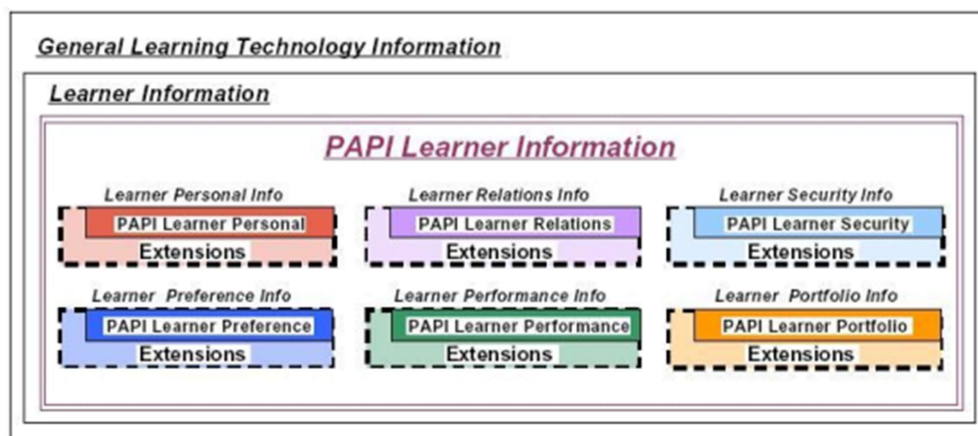 General Learning Technology Information
Learner Information
PAPI Learner Information
Learner Personal Info
PAPI Learner Personal
Extensions
Learner Relations Info
PAPI Learner Relations
Extensions
Learner Security Info
PAPI Learner Security
Extensions
Learner Preference Info
PAPI Learner Preference
Extensions
Learner Performance Info
PAPI Learner Performance
Extensions
Learner Portfolio Info
PAPI Learner Portfolio
Extensions